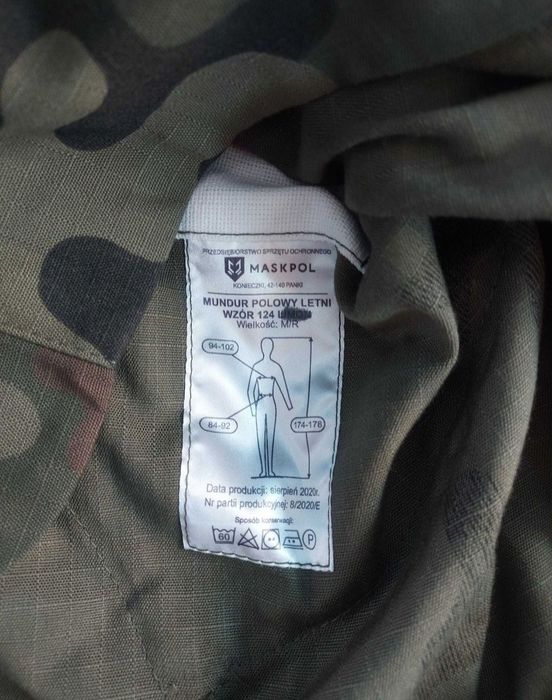 PRZEDSIĘBIORSTWO SPRZĘTU OCHRONNEGO
MASKPOL
KONIECZKI, 42-140 PANKI
MUNDUR POLOWY LETNI
WZÓR 124
Wielkość: M/R
94-102
84-92
174-178
Data produkcji: sierpień 2020r.
Nr partii produkcyjnej: 8/2020/E
Sposób konserwacji:
60
P